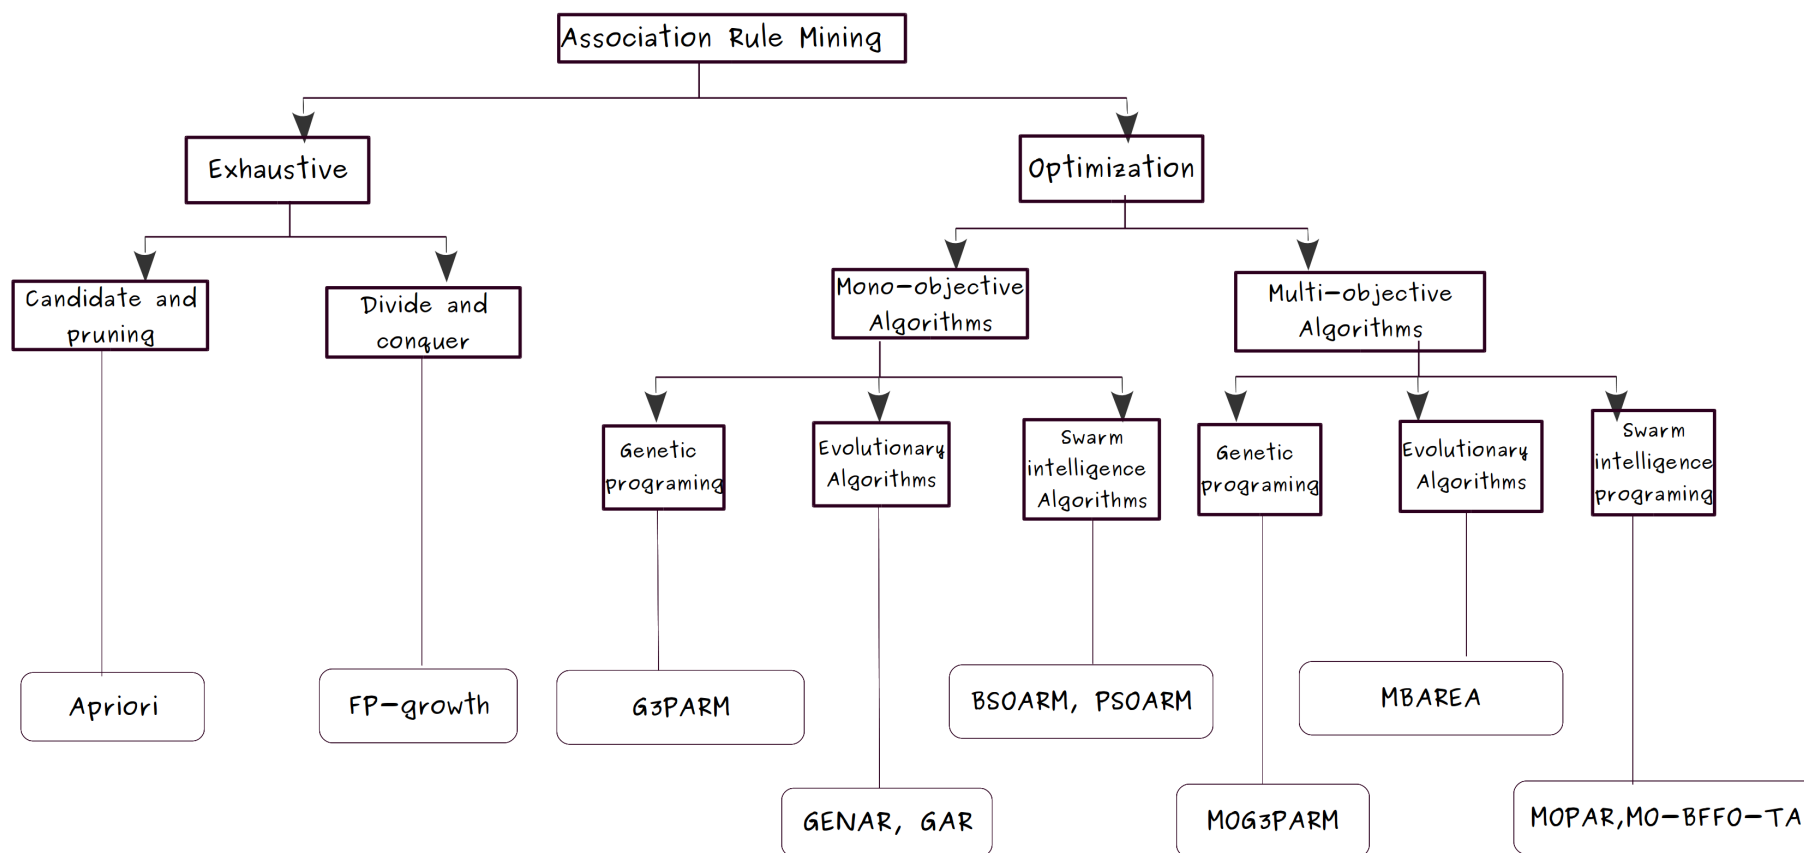 Association Rule Mining
Exhaustive
Optimization
Candidate and
pruning
Divide and
conquer
Mono-objective
Algorithms
Multi-objective
Algorithms
Genetic
programing
Evolutionary
Algorithms
Swarm
intelligence
Algorithms
Genetic
programing
Evolutionary
Algorithms
Swarm
intelligence
programing
Apriori
FP-growth
G3PARM
BSOARM, PSOARM
MBAREA
GENAR, GAR
MOG3PARM
MOPAR,MO-BFFO-TA